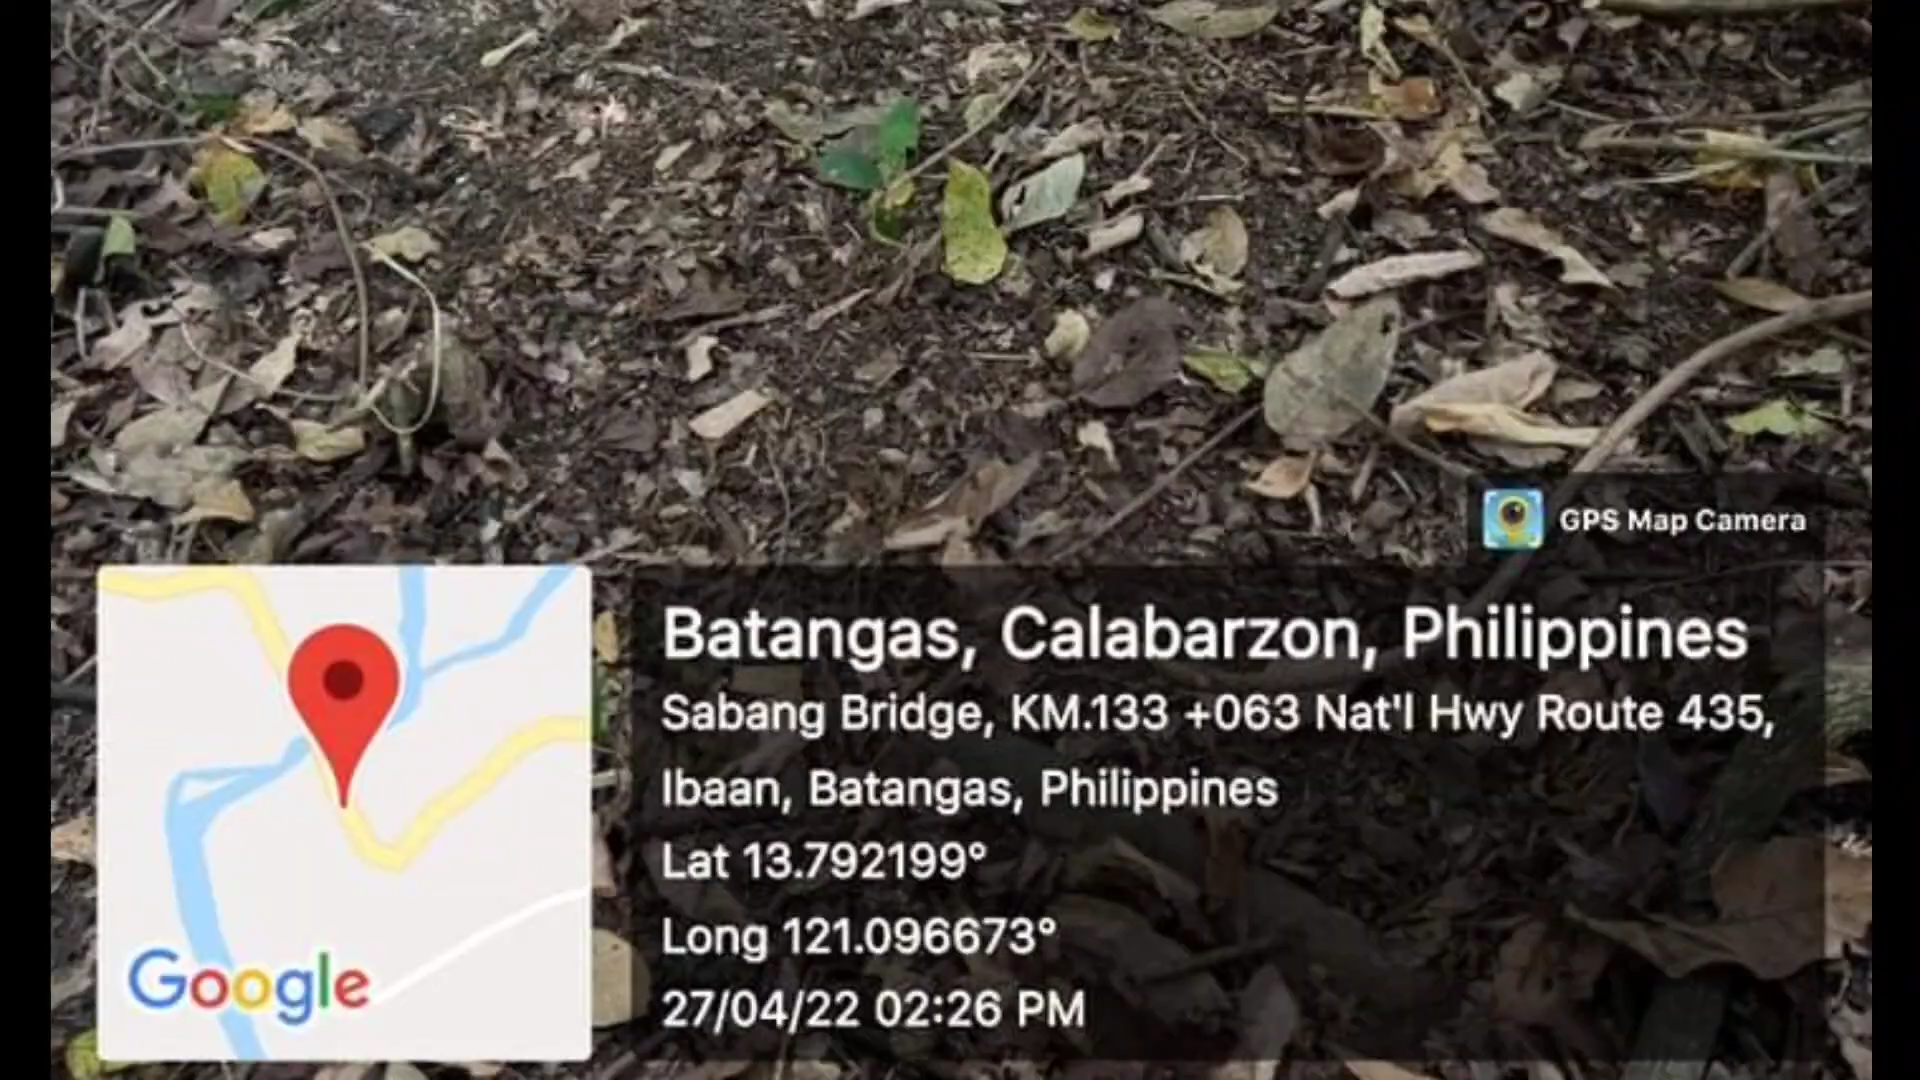 GPS Map Camera
Batangas, Calabarzon, Philippines
Sabang Bridge, KM.133 +063 Nat'l Hwy Route 435,
Ibaan, Batangas, Philippines
Lat 13.792199°
Long 121.096673°
27/04/22 02:26 PM
Google